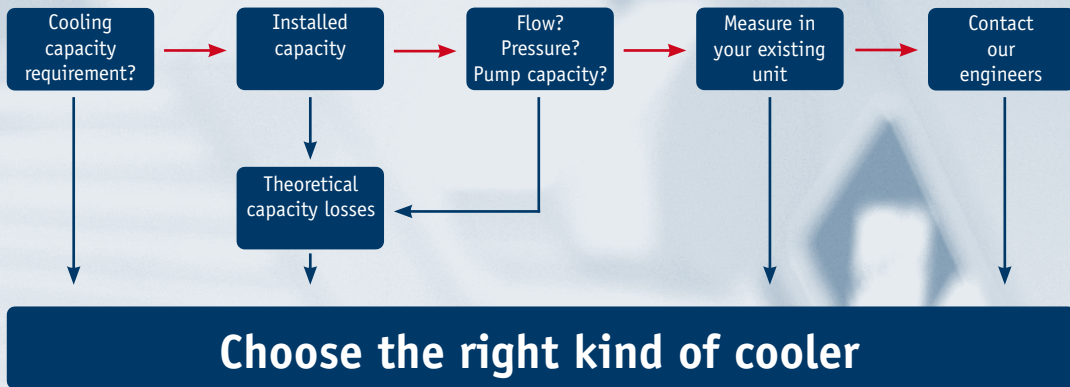 Cooling
capacity
requirement?
Installed
capacity
Flow?
Pressure?
Pump capacity?
Measure in
your existing
unit
Contact
our
engineers
Theoretical
capacity losses
Choose the right kind of cooler